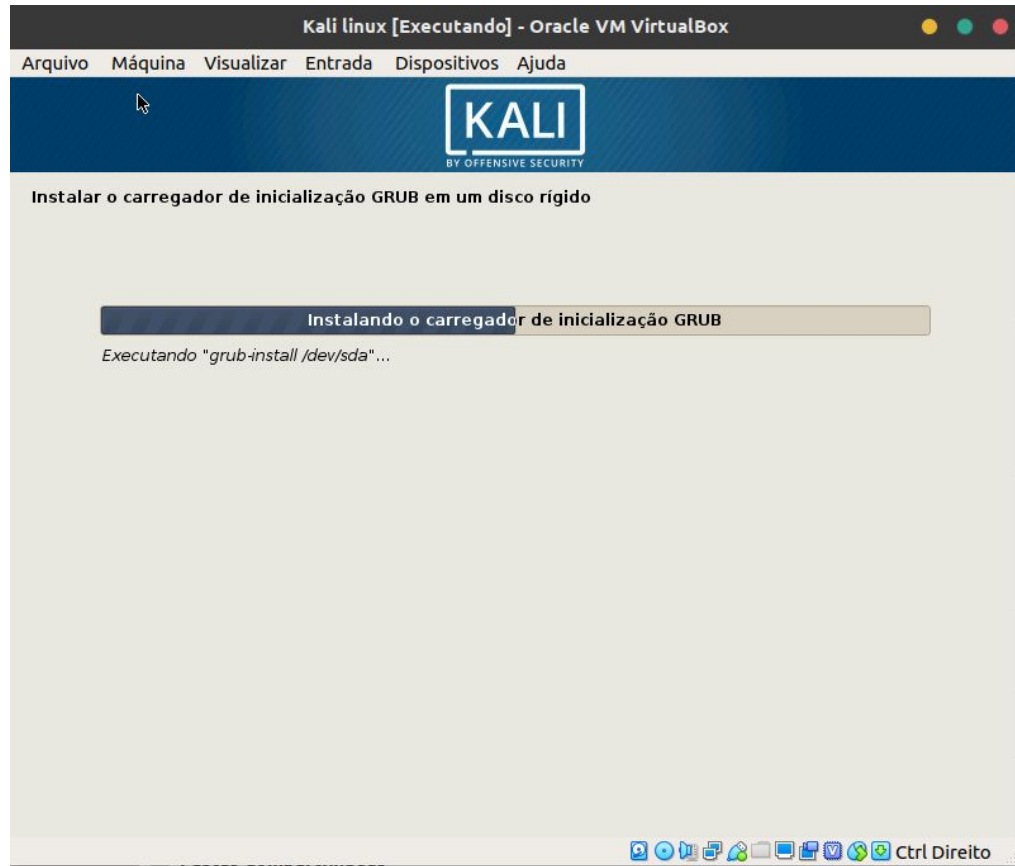 Kali linux [Executando] - Oracle VM VirtualBox
Arquivo Máquina Visualizar Entrada Dispositivos Ajuda
KALI
BY OFFENSIVE SECURITY
Instalar o carregador de inicialização GRUB em um disco rígido
Instalando o carregador de inicialização GRUB
Executando "grub-install /dev/sda"...
Ctrl Direito